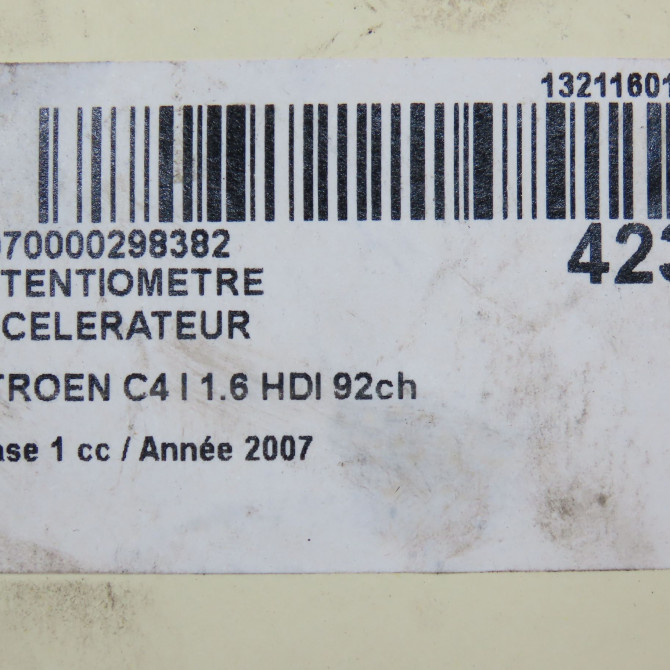 13211601
070000298382
423
TENTIOMETRE
CELERATEUR
TROEN C4 I 1.6 HDI 92ch
ase 1 cc / Année 2007